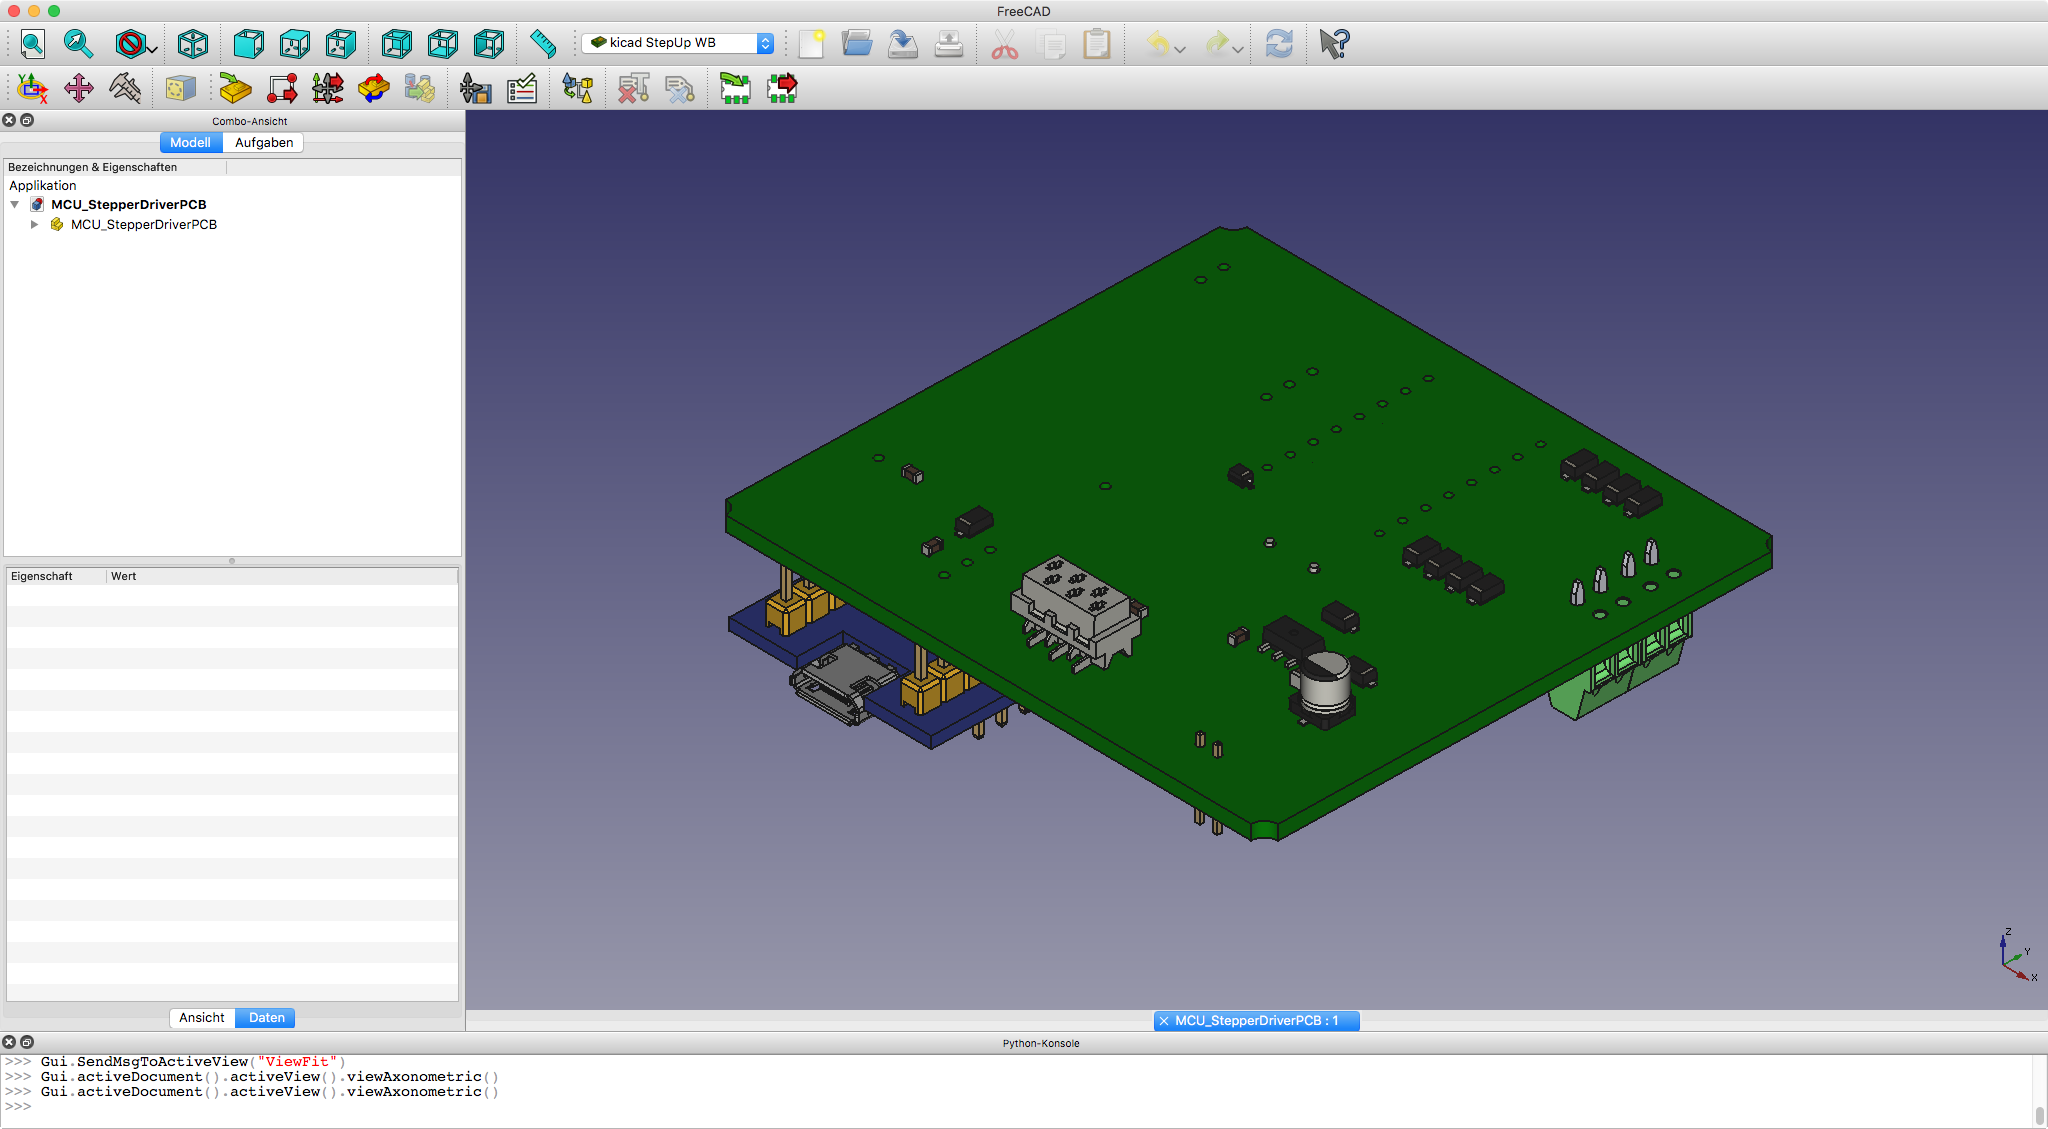 FreeCAD
kicad StepUp WB
Combo-Ansicht
Modell Aufgaben
Bezeichnungen & Eigenschaften
Applikation
MCU_StepperDriverPCB
MCU_StepperDriverPCB
Eigenschaft Wert
Ansicht Daten
Z
Y
X
MCU_StepperDriverPCB : 1
Python-Konsole
>>> Gui.SendMsgToActiveView("ViewFit")
>>> Gui.activeDocument().activeView().viewAxonometric()
>>> Gui.activeDocument().activeView().viewAxonometric()
>>>